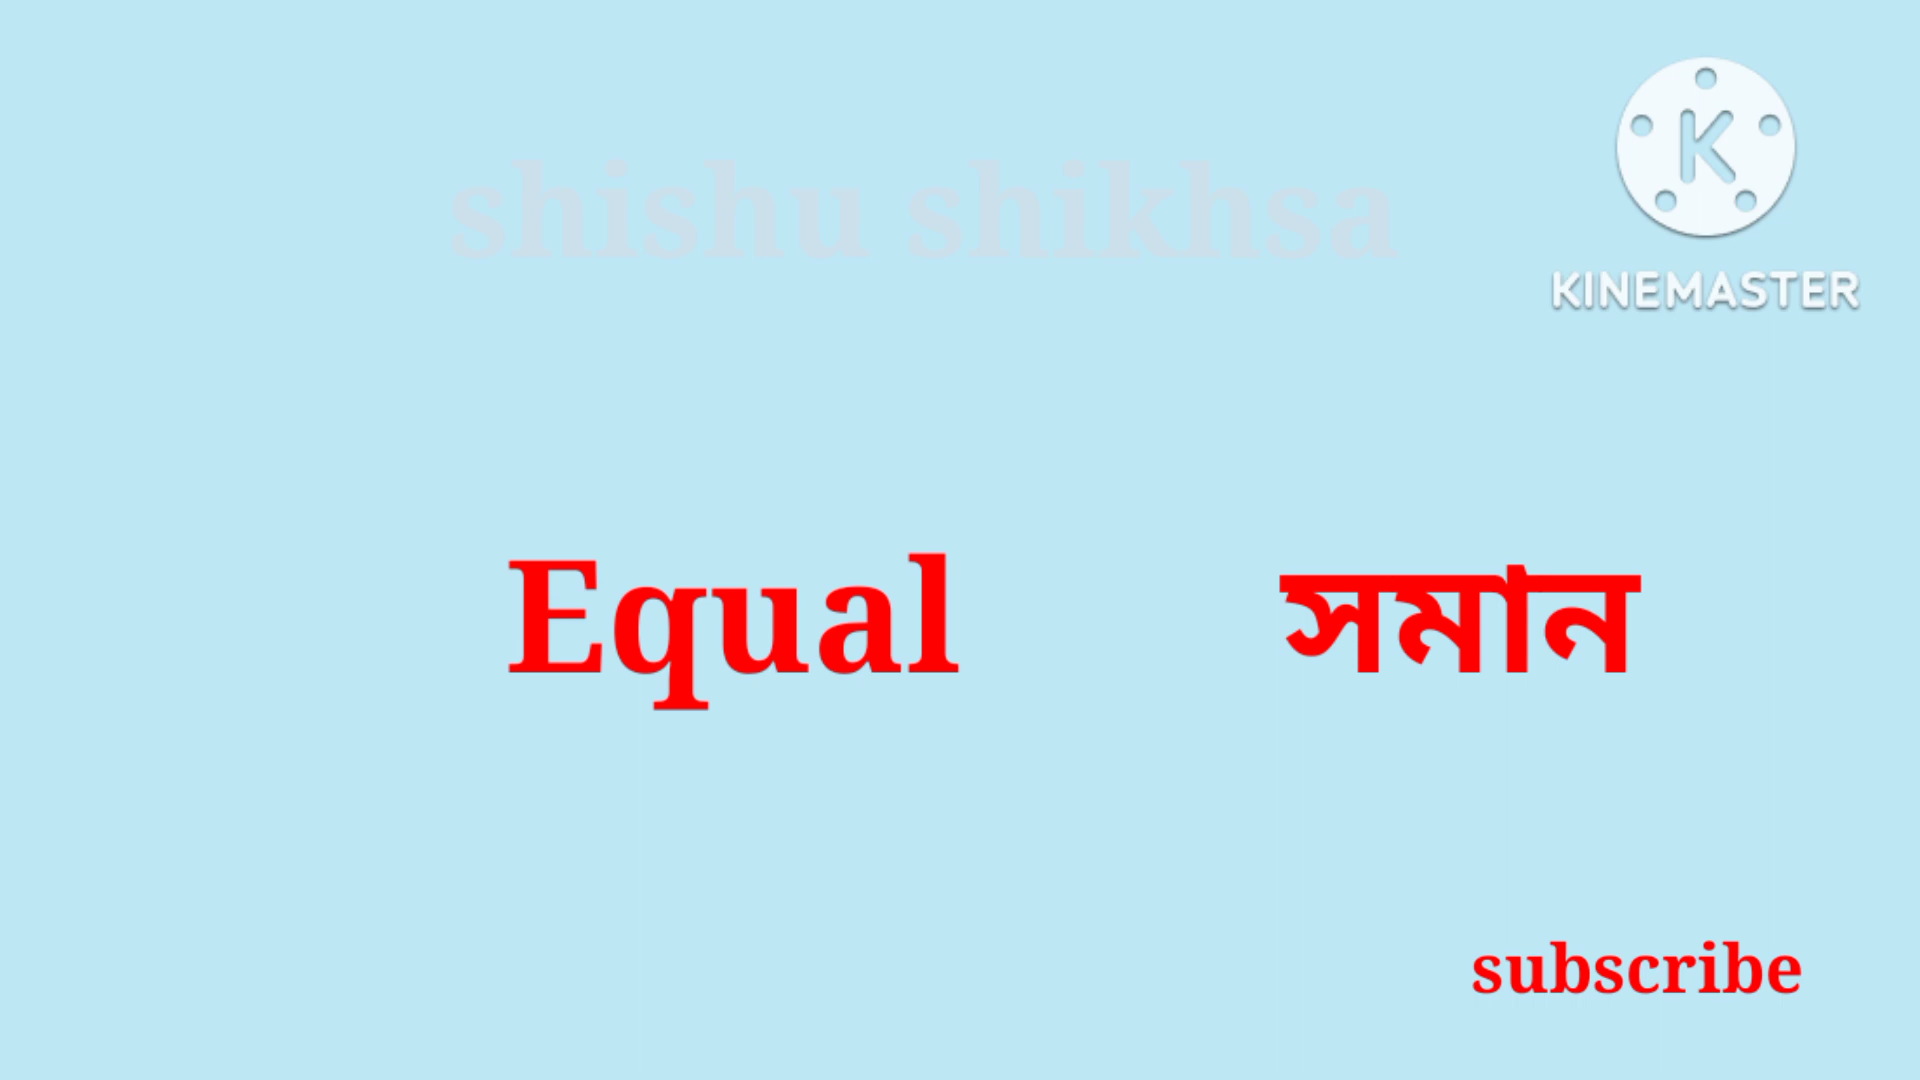 shishu shikhsa
K
KINEMASTER
Equal সমান
subscribe